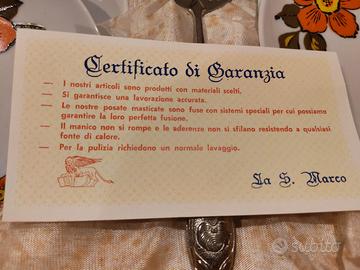 Certificato di Garanzia
— I nostri articoli sono prodotti con materiali scelti.
— Si garantisce una lavorazione accurata.
— Le nostre posate masticate sono fuse con sistemi speciali per cui possiamo
garantire la loro perfetta fusione.
— Il manico non si rompe e le aderenze non si sfilano resistendo a qualsiasi
fonte di calore.
— Per la pulizia richiedono un normale lavaggio.
La S. Marco
subito